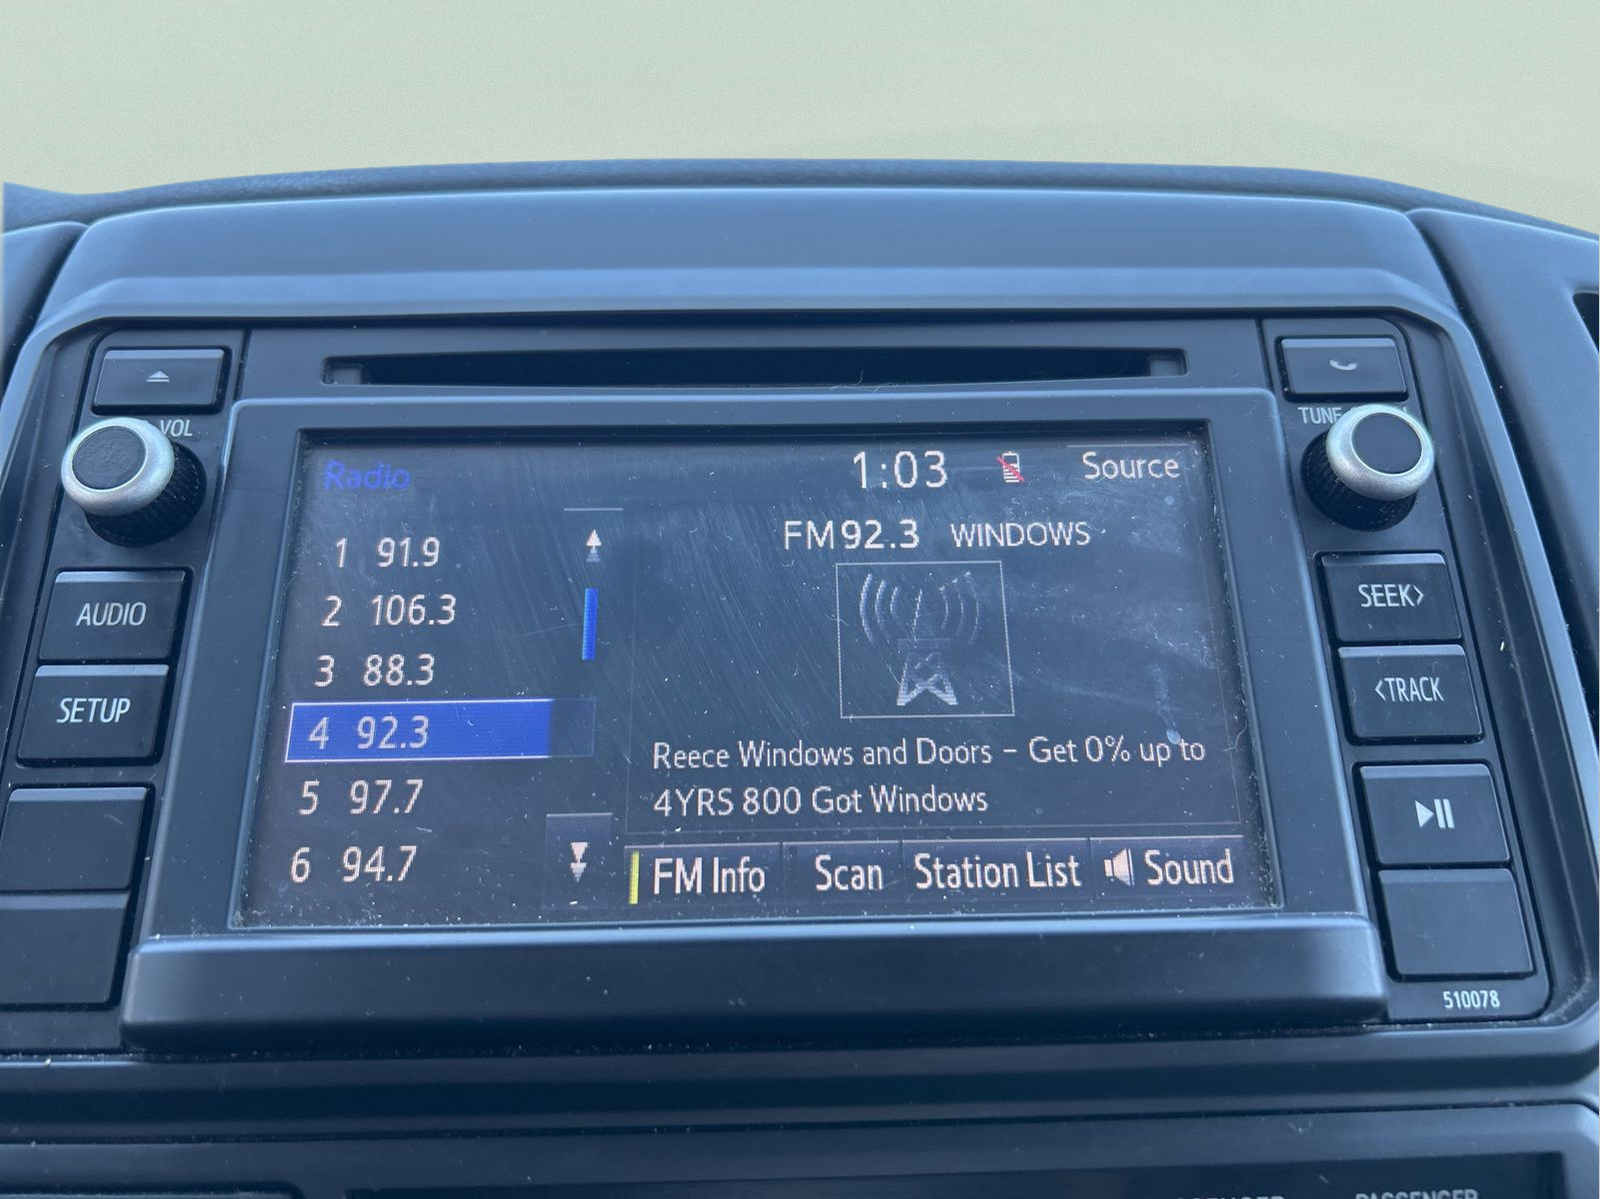 VOL
TUNE
Radio
1:03
Source
1 91.9
FM92.3 WINDOWS
2 106.3
3 88.3
4 92.3
Reece Windows and Doors - Get 0% up to
4YRS 800 Got Windows
5 97.7
6 94.7
FM Info
Scan
Station List
Sound
AUDIO
SETUP
SEEK>
<TRACK
510078
PASSENGER